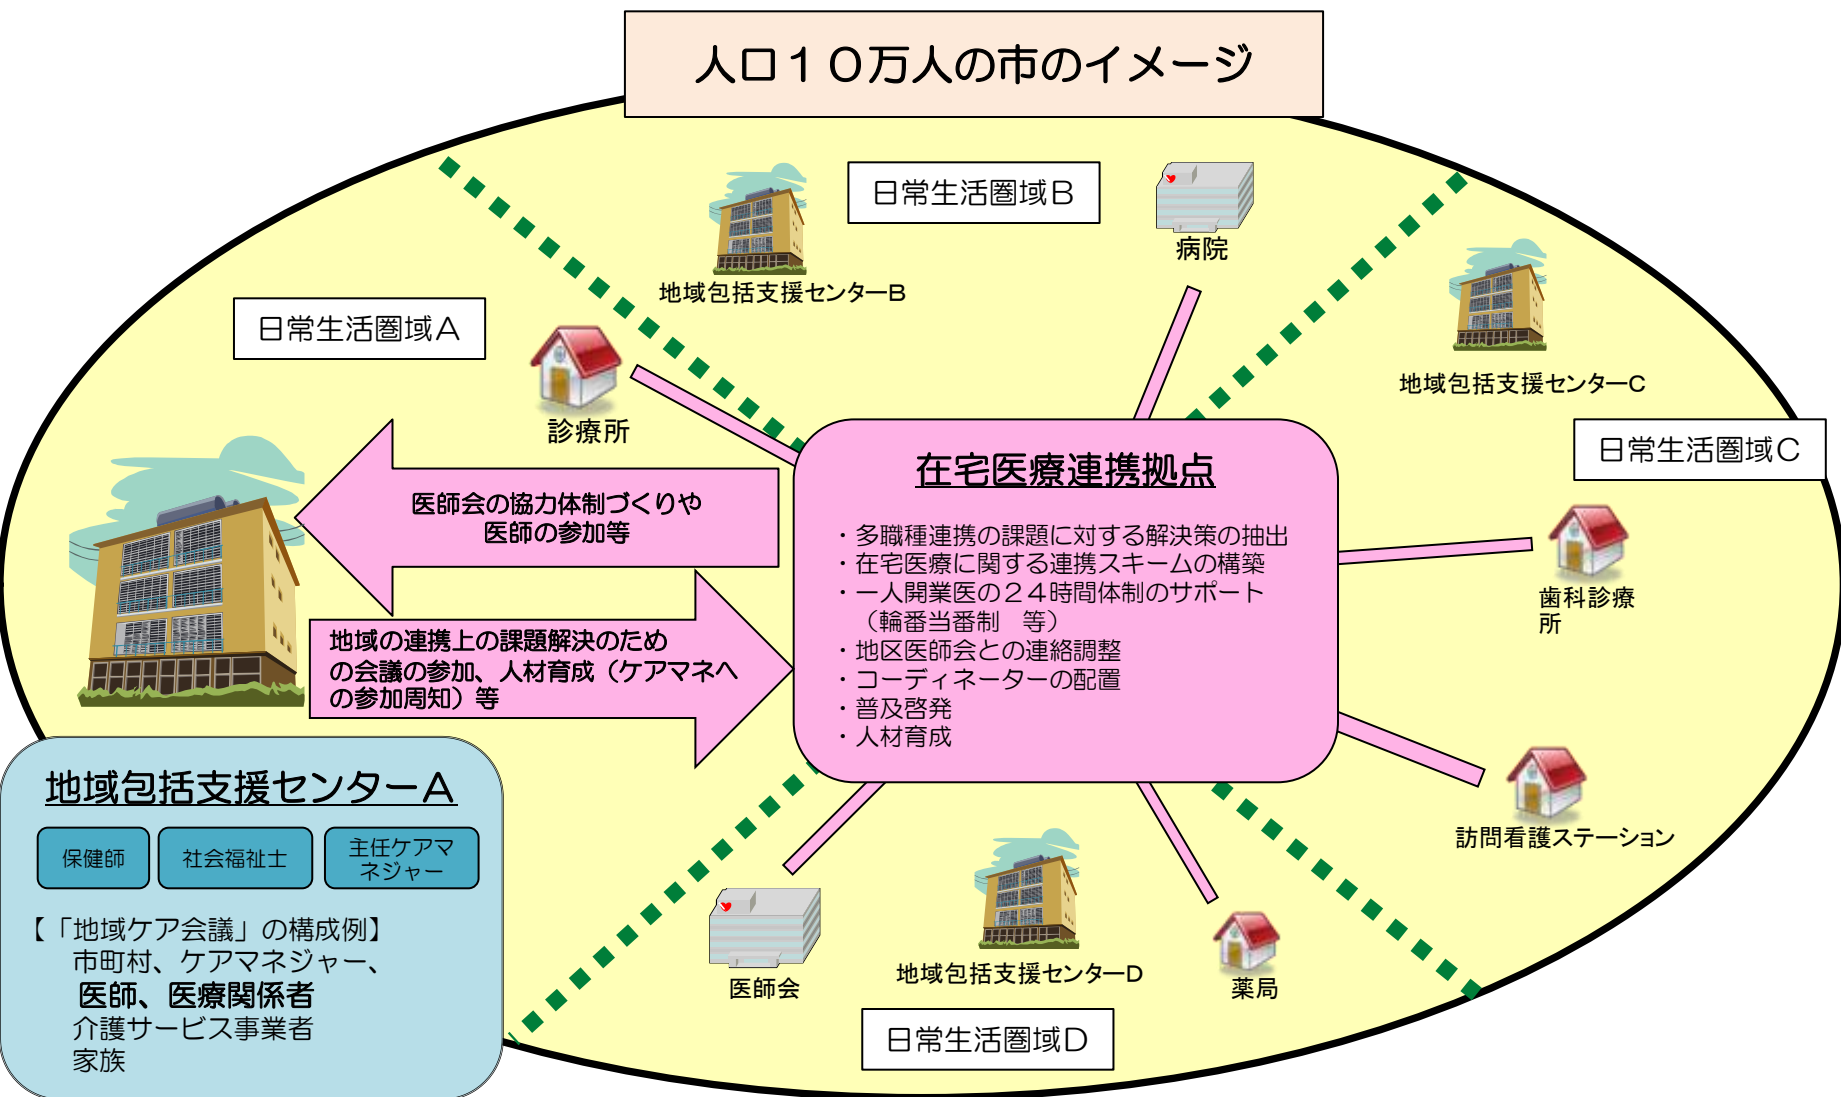 人口１０万人の市のイメージ
日常生活圏域Ｂ
病院
地域包括支援センターＢ
日常生活圏域Ａ
診療所
地域包括支援センターＣ
日常生活圏域Ｃ
医師会の協力体制づくりや
医師の参加等
地域の連携上の課題解決のため
の会議の参加、人材育成（ケアマネへ
の参加周知）等
在宅医療連携拠点
・多職種連携の課題に対する解決策の抽出
・在宅医療に関する連携スキームの構築
・一人開業医の２４時間体制のサポート
（輪番当番制　等）
・地区医師会との連絡調整
・コーディネーターの配置
・普及啓発
・人材育成
歯科診療
所
訪問看護ステーション
地域包括支援センターＡ
保健師
社会福祉士
主任ケアマ
ネジャー
【「地域ケア会議」の構成例】
市町村、ケアマネジャー、
医師、医療関係者
介護サービス事業者
家族
医師会
地域包括支援センターＤ
薬局
日常生活圏域Ｄ